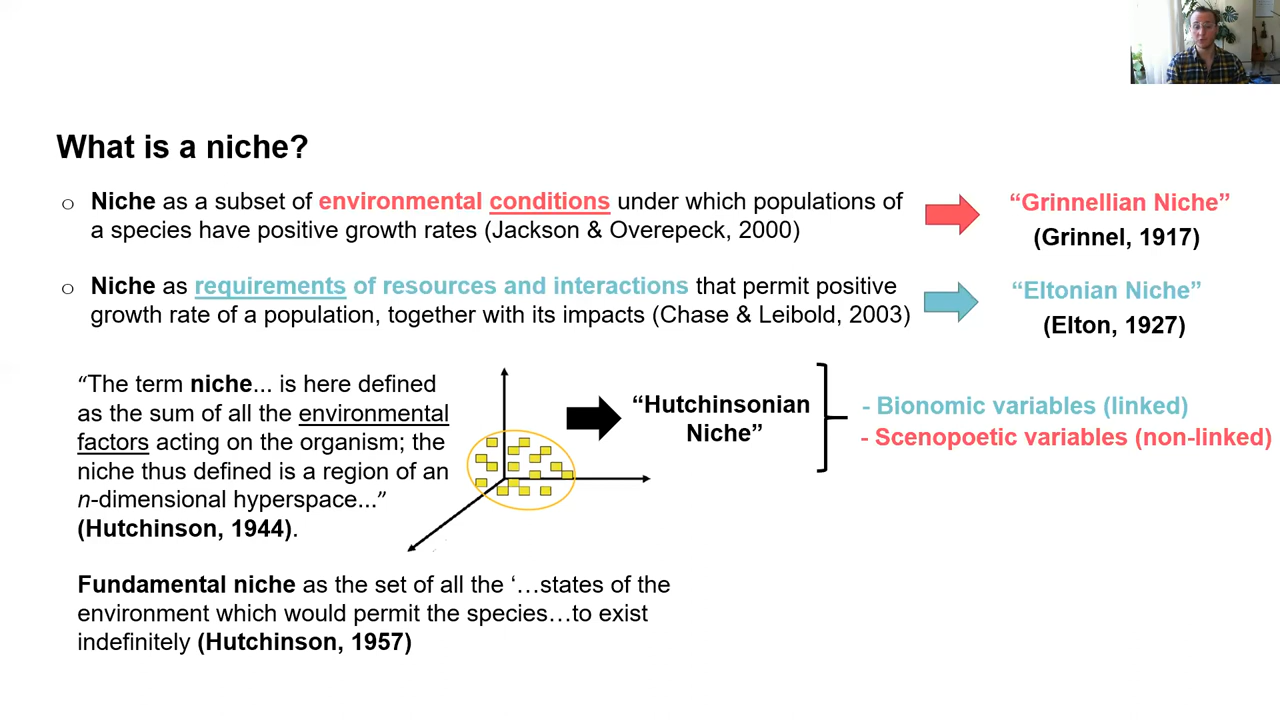 What is a niche?
○ Niche as a subset of environmental conditions under which populations of
a species have positive growth rates (Jackson & Overepeck, 2000)
“Grinnellian Niche”
(Grinnel, 1917)
○ Niche as requirements of resources and interactions that permit positive
growth rate of a population, together with its impacts (Chase & Leibold, 2003)
“Eltonian Niche”
(Elton, 1927)
“The term niche... is here defined
as the sum of all the environmental
factors acting on the organism; the
niche thus defined is a region of an
n-dimensional hyperspace...”
(Hutchinson, 1944).
“Hutchinsonian
Niche”
- Bionomic variables (linked)
- Scenopoetic variables (non-linked)
Fundamental niche as the set of all the ‘…states of the
environment which would permit the species…to exist
indefinitely (Hutchinson, 1957)